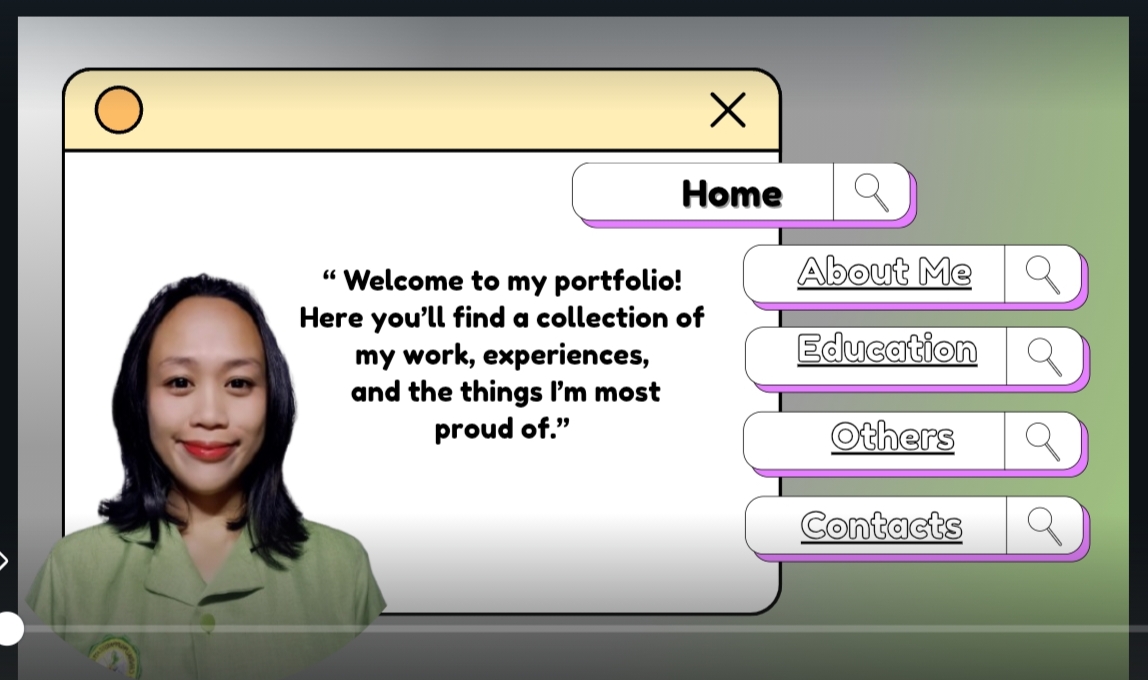 Home
“ Welcome to my portfolio!
Here you’ll find a collection of
my work, experiences,
and the things I’m most
proud of.”
About Me
Education
Others
Contacts